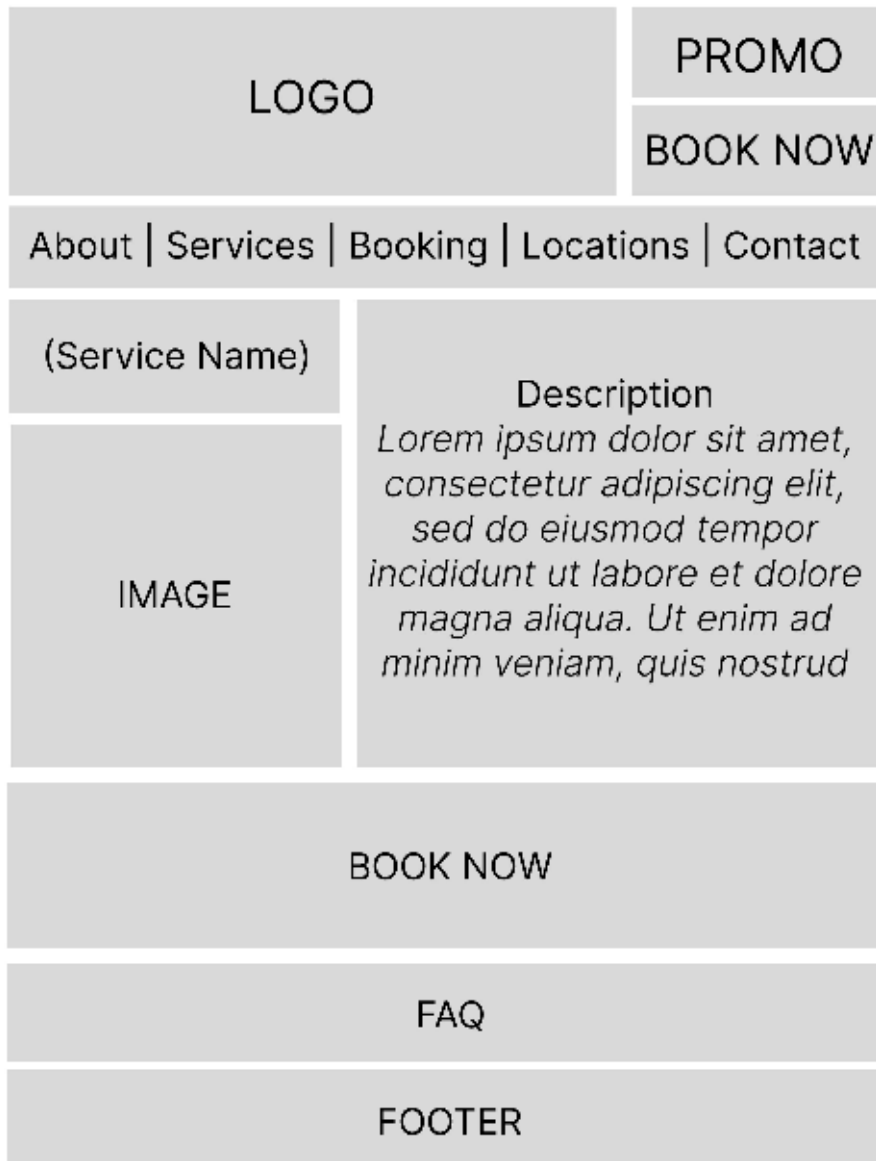 LOGO
PROMO
BOOK NOW
About | Services | Booking | Locations | Contact
(Service Name)
IMAGE
Description
Lorem ipsum dolor sit amet,
consectetur adipiscing elit,
sed do eiusmod tempor
incididunt ut labore et dolore
magna aliqua. Ut enim ad
minim veniam, quis nostrud
BOOK NOW
FAQ
FOOTER